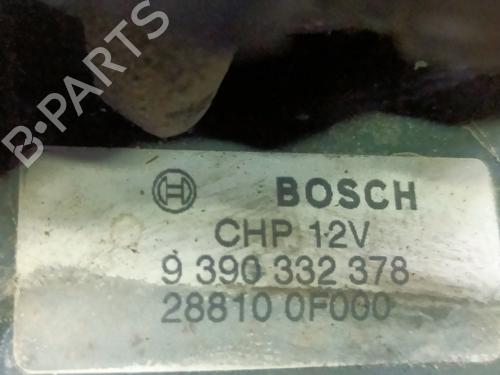 B-PARTS
BOSCH
CHP 12V
9 390 332 378
28810 0F000